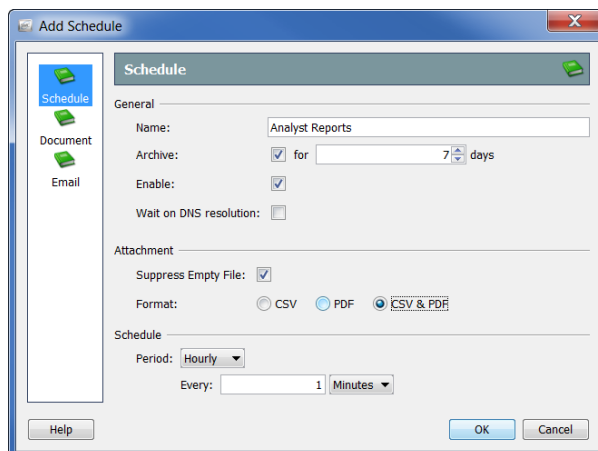 Add Schedule
Schedule
Document
Email
Schedule
General
Name: Analyst Reports
Archive: for 7 days
Enable:
Wait on DNS resolution:
Attachment
Suppress Empty File:
Format: CSV PDF CSV & PDF
Schedule
Period: Hourly
Every: 1 Minutes
Help OK Cancel